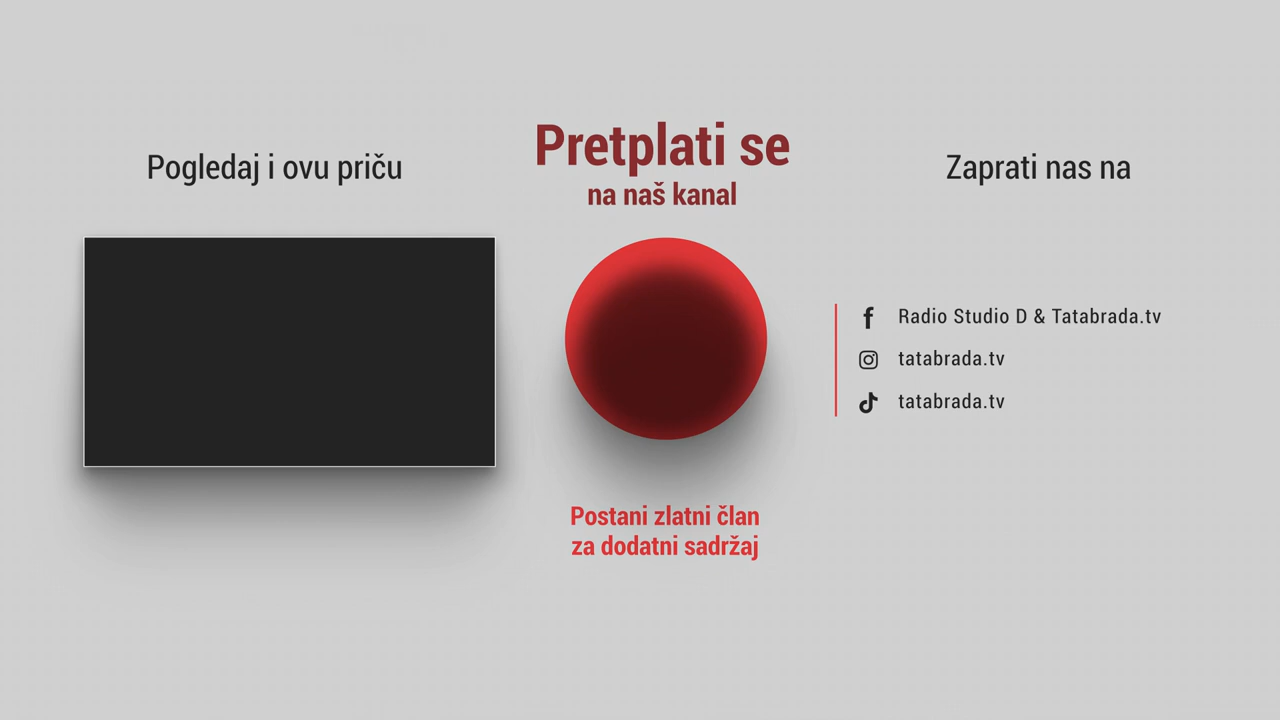 Pogledaj i ovu priču
Pretplati se
na naš kanal
Postani zlatni član
za dodatni sadržaj
Zaprati nas na
Radio Studio D & Tatabrada.tv
tatabrada.tv
tatabrada.tv